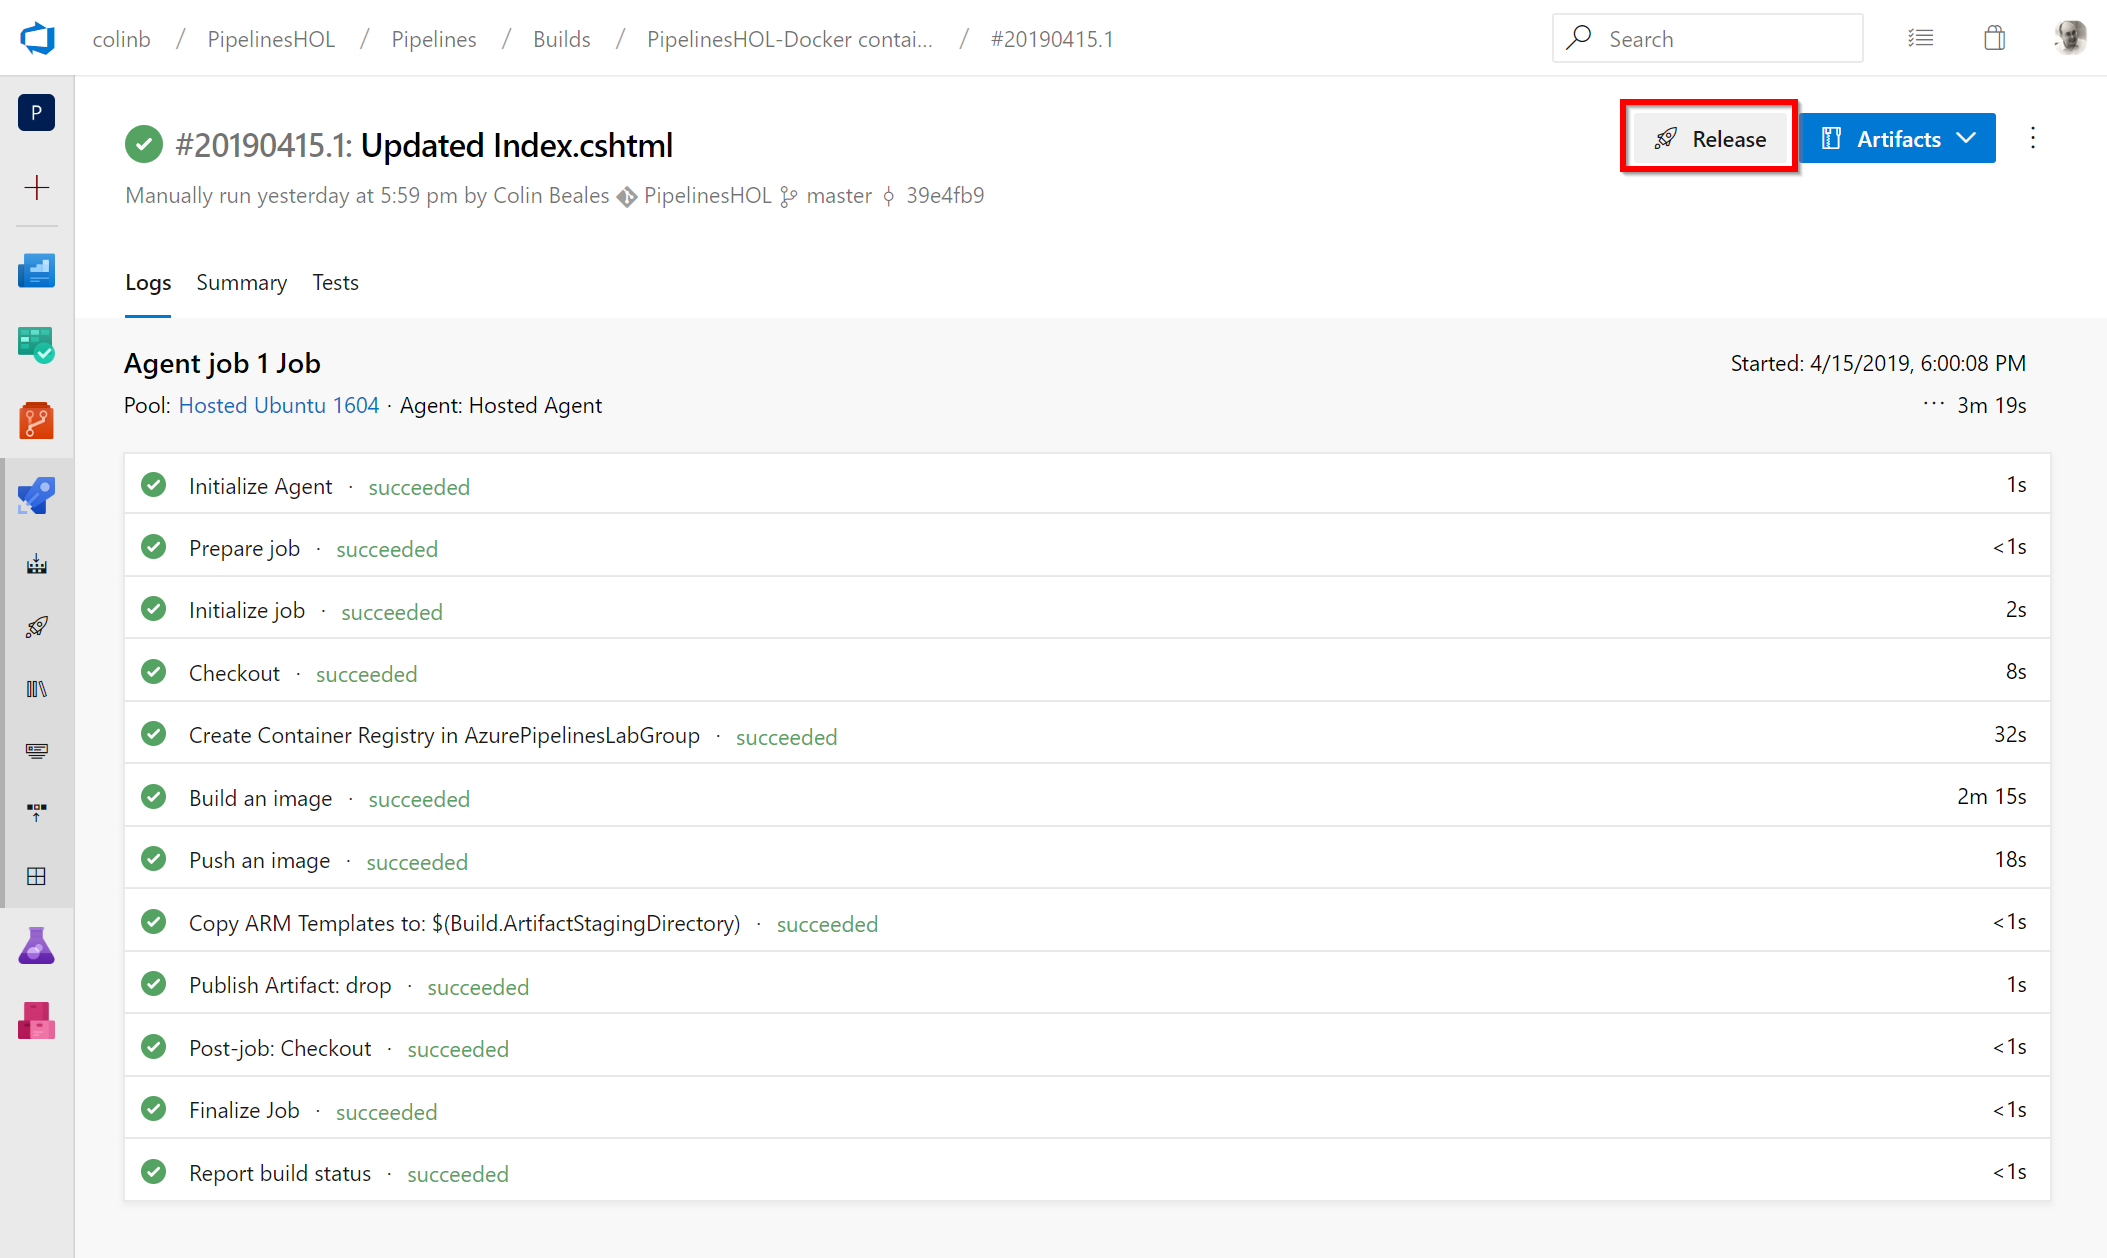 colinb / PipelinesHOL / Pipelines / Builds / PipelinesHOL-Docker contai... / #20190415.1
Search
P
#20190415.1: Updated Index.cshtml
Release
Artifacts
Manually run yesterday at 5:59 pm by Colin Beales PipelinesHOL master 39e4fb9
Logs Summary Tests
Agent job 1 Job
Started: 4/15/2019, 6:00:08 PM
Pool: Hosted Ubuntu 1604 · Agent: Hosted Agent
··· 3m 19s
Initialize Agent · succeeded 1s
Prepare job · succeeded <1s
Initialize job · succeeded 2s
Checkout · succeeded 8s
Create Container Registry in AzurePipelinesLabGroup · succeeded 32s
Build an image · succeeded 2m 15s
Push an image · succeeded 18s
Copy ARM Templates to: $(Build.ArtifactStagingDirectory) · succeeded <1s
Publish Artifact: drop · succeeded 1s
Post-job: Checkout · succeeded <1s
Finalize Job · succeeded <1s
Report build status · succeeded <1s